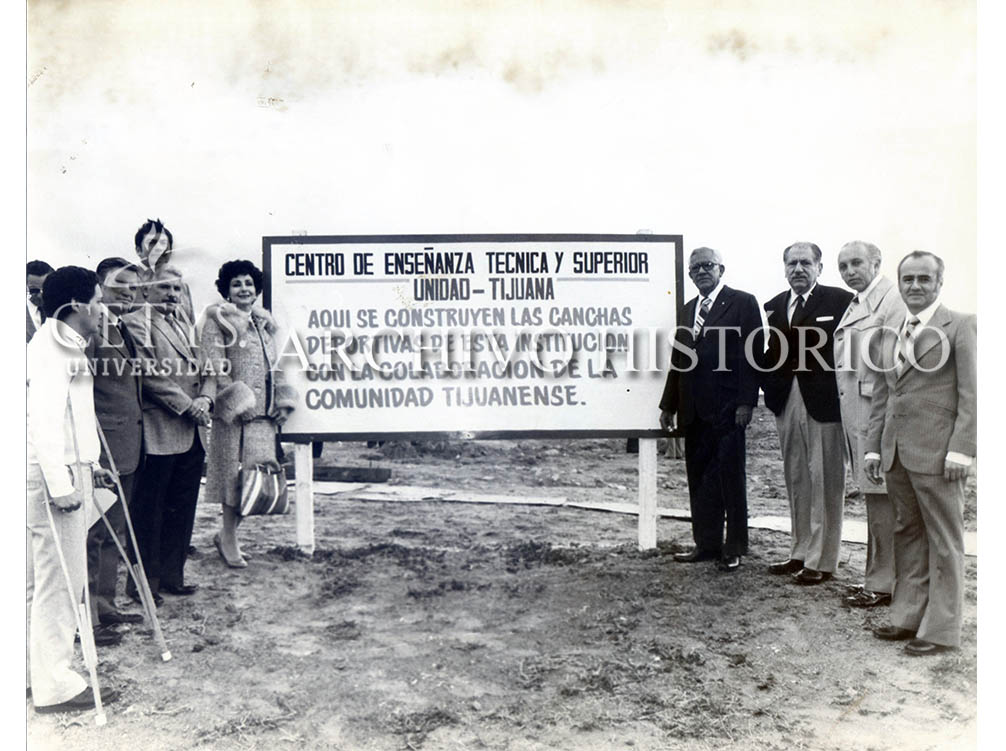 CENTRO DE ENSEÑANZA TECNICA Y SUPERIOR
UNIDAD - TIJUANA
AQUI SE CONSTRUYEN LAS CANCHAS
DEPORTIVAS DE ESTA INSTITUCION
CON LA COLABORACION DE LA
COMUNIDAD TIJUANENSE.
CETYS
UNIVERSIDAD
ARCHIVO HISTÓRICO